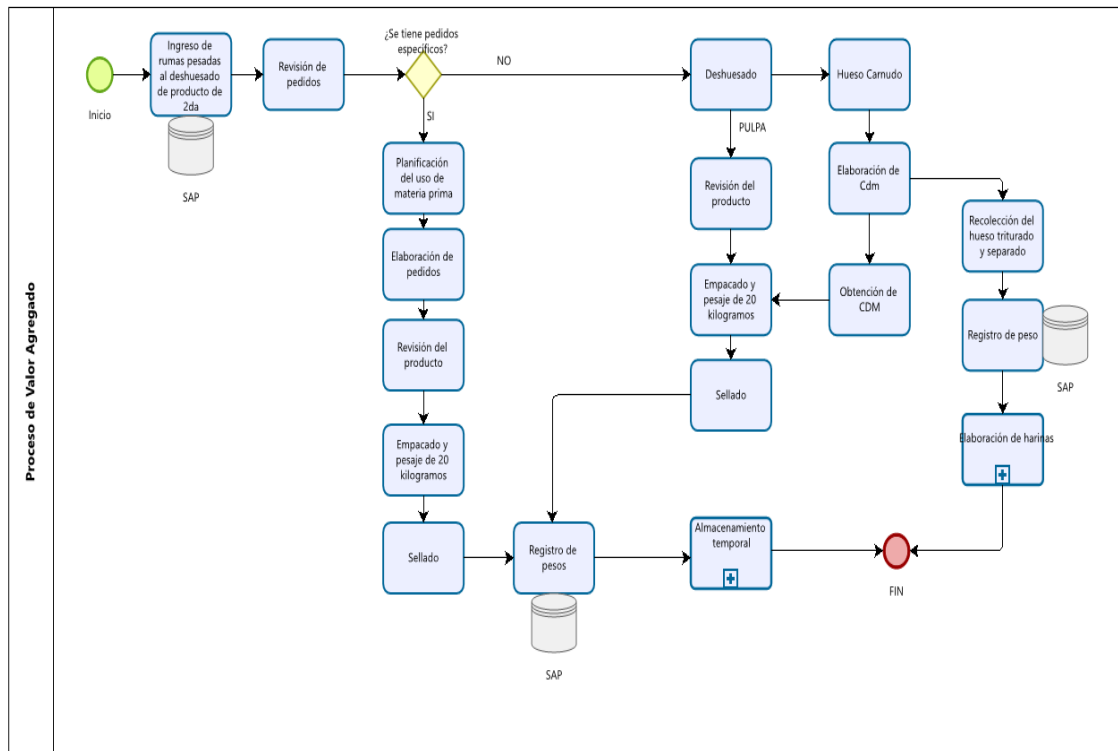 Proceso de Valor Agregado
Inicio
Ingreso de
rumas pesadas
al deshuesado
de producto de
2da
SAP
Revisión de
pedidos
¿Se tiene pedidos
específicos?
NO
SI
Planificación
del uso de
materia prima
Elaboración de
pedidos
Revisión del
producto
Empacado y
pesaje de 20
kilogramos
Sellado
Deshuesado
PULPA
Revisión del
producto
Empacado y
pesaje de 20
kilogramos
Sellado
Hueso Carnudo
Elaboración de
Cdm
Obtención de
CDM
Recolección del
hueso triturado
y separado
Registro de peso
SAP
Elaboración de harinas
Registro de
pesos
SAP
Almacenamiento
temporal
FIN